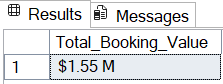 Results Messages
Total_Booking_Value
1 $1.55 M